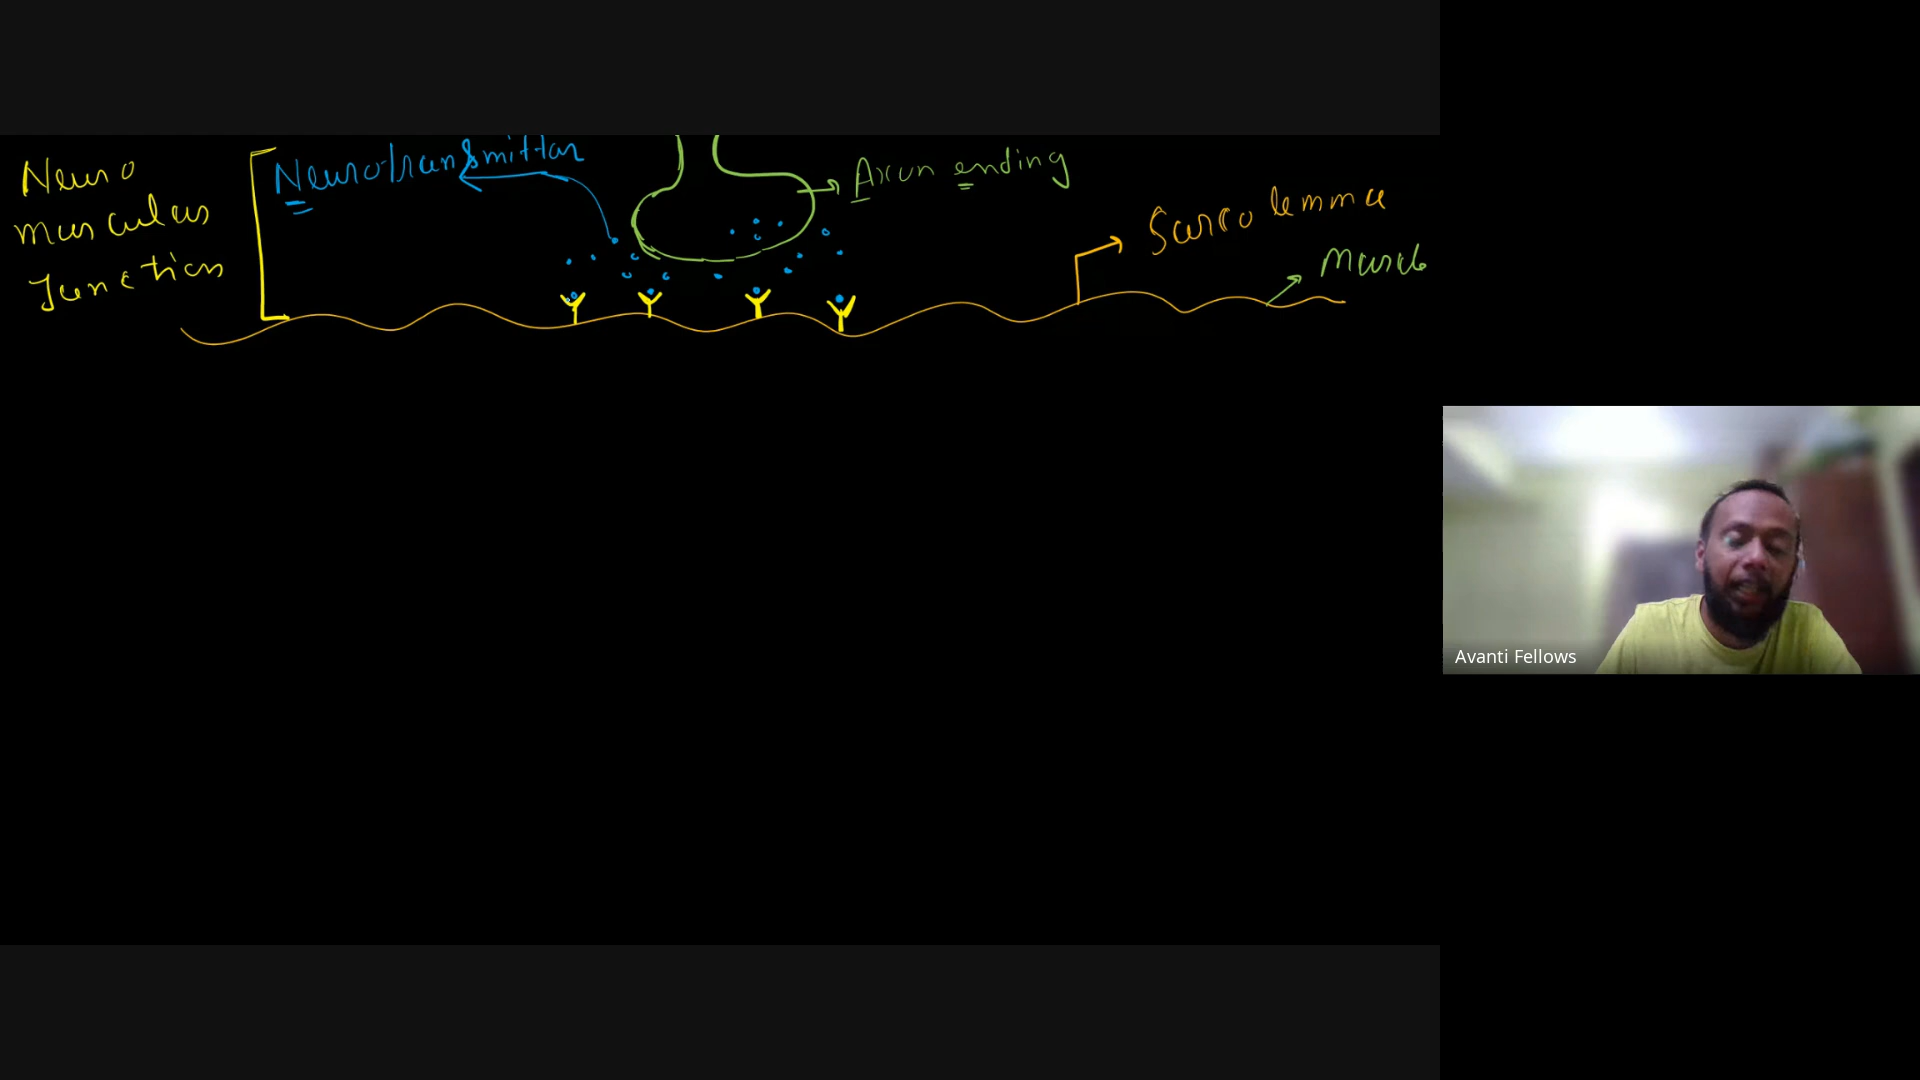 Neuro
muscular
Junction
Neurotransmitter
Axon ending
Sarcolemma
Muscle
Avanti Fellows